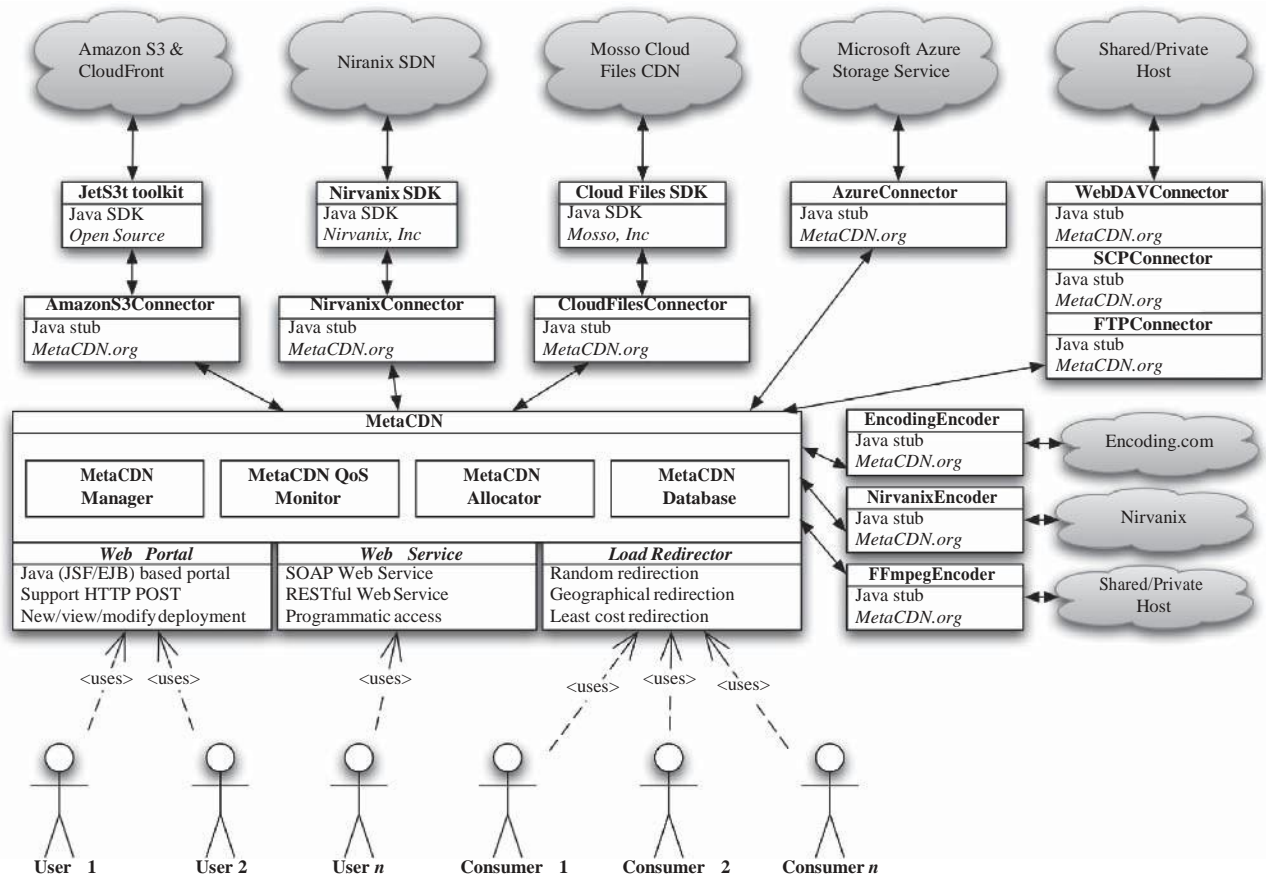 Amazon S3 &
CloudFront
Niranix SDN
Mosso Cloud
Files CDN
Microsoft Azure
Storage Service
Shared/Private
Host
JetS3t toolkit
Java SDK
Open Source
Nirvanix SDK
Java SDK
Nirvanix, Inc
Cloud Files SDK
Java SDK
Mosso, Inc
AzureConnector
Java stub
MetaCDN.org
WebDAVConnector
Java stub
MetaCDN.org
SCPConnector
Java stub
MetaCDN.org
FTPConnector
Java stub
MetaCDN.org
AmazonS3Connector
Java stub
MetaCDN.org
NirvanixConnector
Java stub
MetaCDN.org
CloudFilesConnector
Java stub
MetaCDN.org
MetaCDN
MetaCDN
Manager
MetaCDN QoS
Monitor
MetaCDN
Allocator
MetaCDN
Database
EncodingEncoder
Java stub
MetaCDN.org
Encoding.com
NirvanixEncoder
Java stub
MetaCDN.org
Nirvanix
FFmpegEncoder
Java stub
MetaCDN.org
Shared/Private
Host
Web Portal
Java (JSF/EJB) based portal
Support HTTP POST
New/view/modify deployment
Web Service
SOAP Web Service
RESTful Web Service
Programmatic access
Load Redirector
Random redirection
Geographical redirection
Least cost redirection
<uses>
<uses>
<uses>
<uses>
<uses>
<uses>
User 1
User 2
User n
Consumer 1
Consumer 2
Consumer n